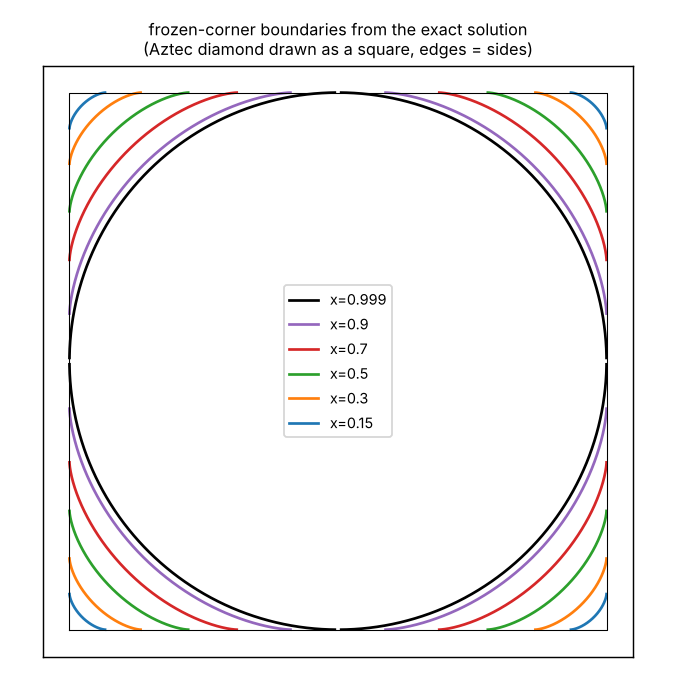 frozen-corner boundaries from the exact solution
(Aztec diamond drawn as a square, edges = sides)
x=0.999
x=0.9
x=0.7
x=0.5
x=0.3
x=0.15